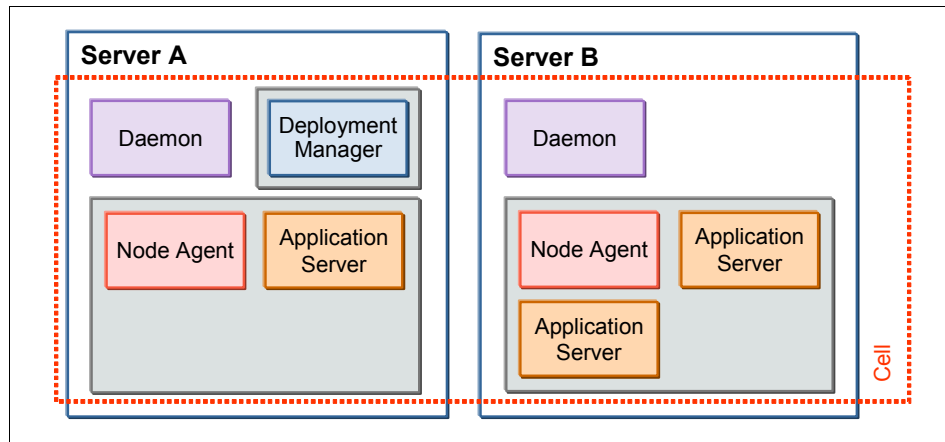 Server A
Daemon
Deployment
Manager
Node Agent
Application
Server
Server B
Daemon
Node Agent
Application
Server
Application
Server
Cell